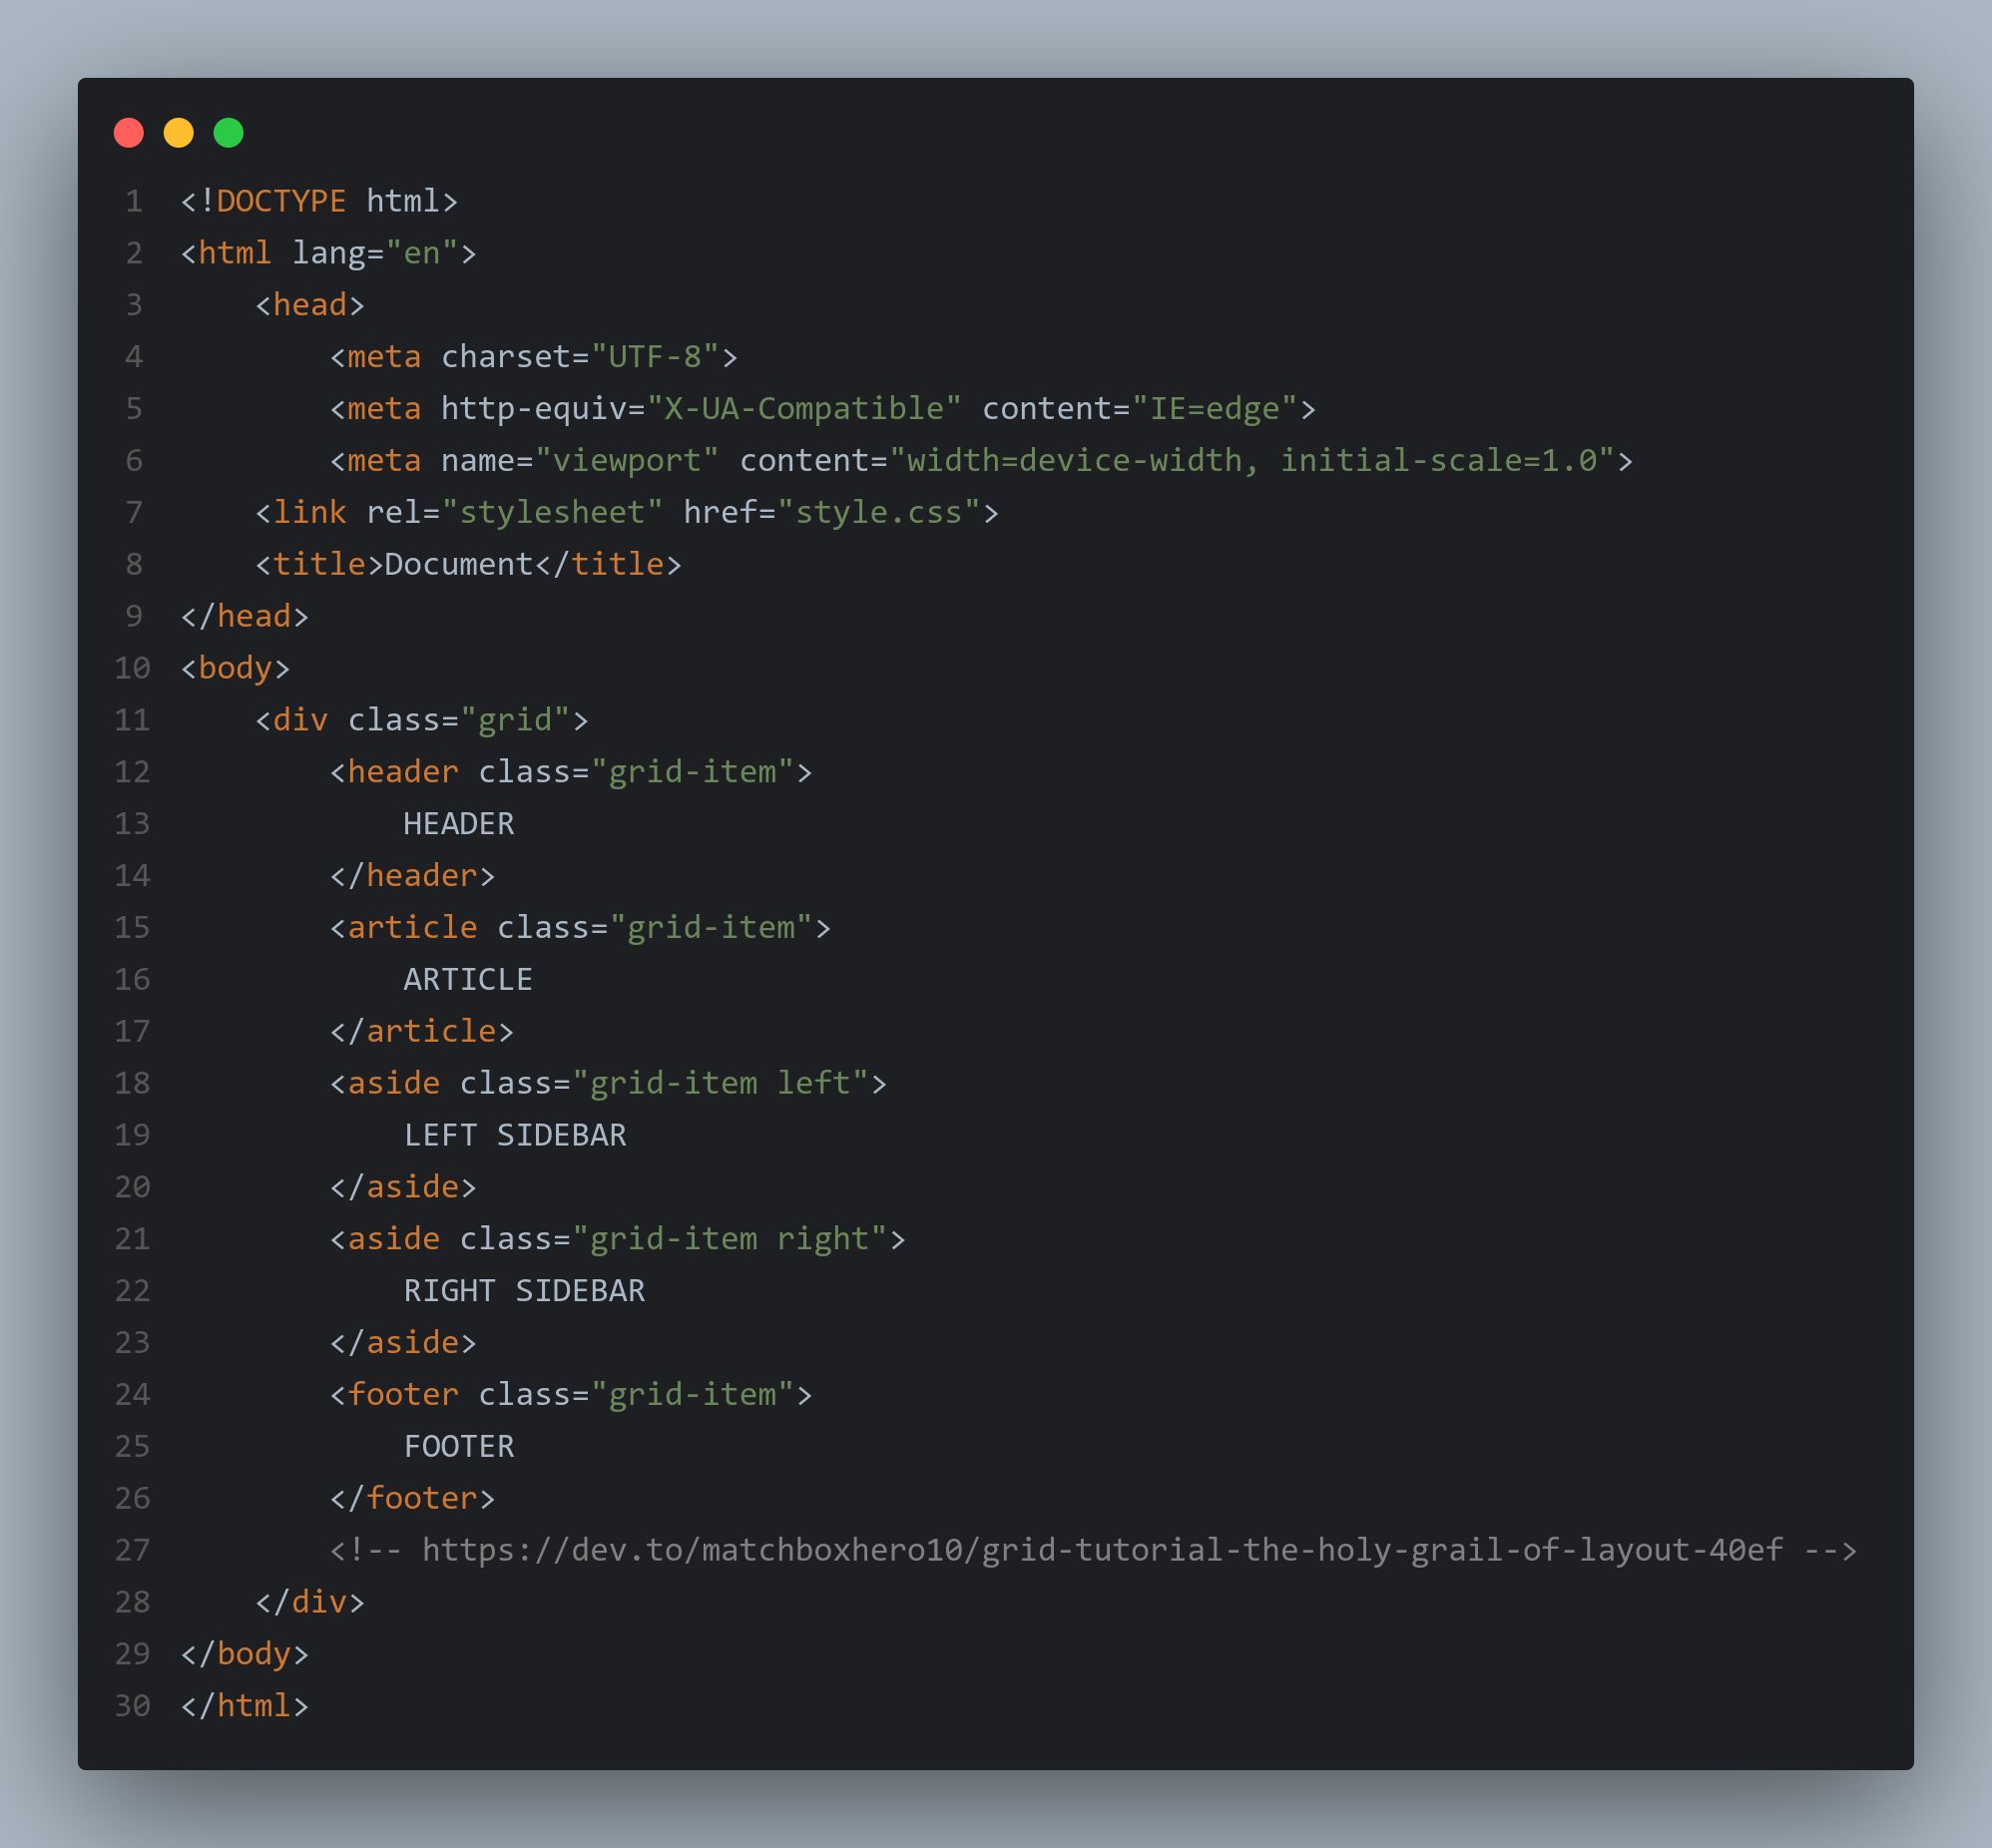 1 <!DOCTYPE html>
2 <html lang="en">
3     <head>
4         <meta charset="UTF-8">
5         <meta http-equiv="X-UA-Compatible" content="IE=edge">
6         <meta name="viewport" content="width=device-width, initial-scale=1.0">
7     <link rel="stylesheet" href="style.css">
8     <title>Document</title>
9 </head>
10 <body>
11     <div class="grid">
12         <header class="grid-item">
13             HEADER
14         </header>
15         <article class="grid-item">
16             ARTICLE
17         </article>
18         <aside class="grid-item left">
19             LEFT SIDEBAR
20         </aside>
21         <aside class="grid-item right">
22             RIGHT SIDEBAR
23         </aside>
24         <footer class="grid-item">
25             FOOTER
26         </footer>
27         <!-- https://dev.to/matchboxhero10/grid-tutorial-the-holy-grail-of-layout-40ef -->
28     </div>
29 </body>
30 </html>